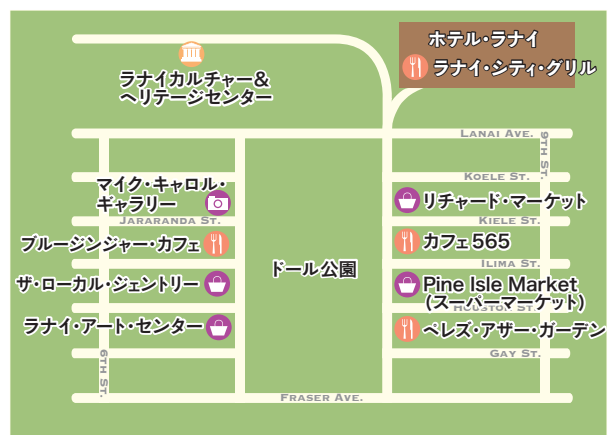 ホテル・ラナイ
ラナイ・シティ・グリル
ラナイカルチャー&
ヘリテージセンター
LANAI AVE.
9TH ST.
KOELE ST.
マイク・キャロル・
ギャラリー
リチャード・マーケット
JARARANDA ST.
KIELE ST.
ブルージンジャー・カフェ
カフェ565
ドール公園
ILIMA ST.
ザ・ローカル・ジェントリー
Pine Isle Market
(スーパーマーケット)
HOUSTON ST.
ラナイ・アート・センター
ペレズ・アザー・ガーデン
6TH ST.
GAY ST.
FRASER AVE.